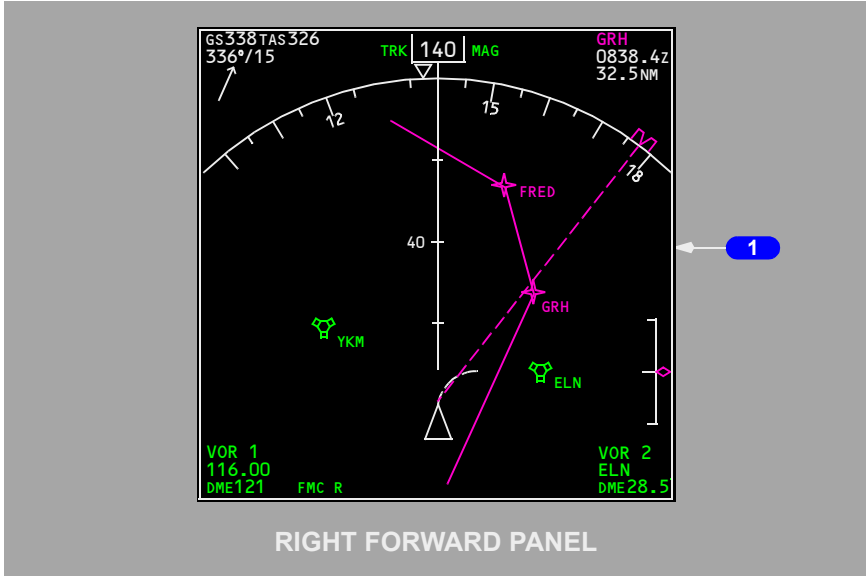 GS338TAS326
336°/15
TRK 140 MAG
GRH
0838.4Z
32.5NM
12
15
18
FRED
40
GRH
YKM
ELN
1
VOR 1
116.00
DME121
FMC R
VOR 2
ELN
DME28.5
RIGHT FORWARD PANEL